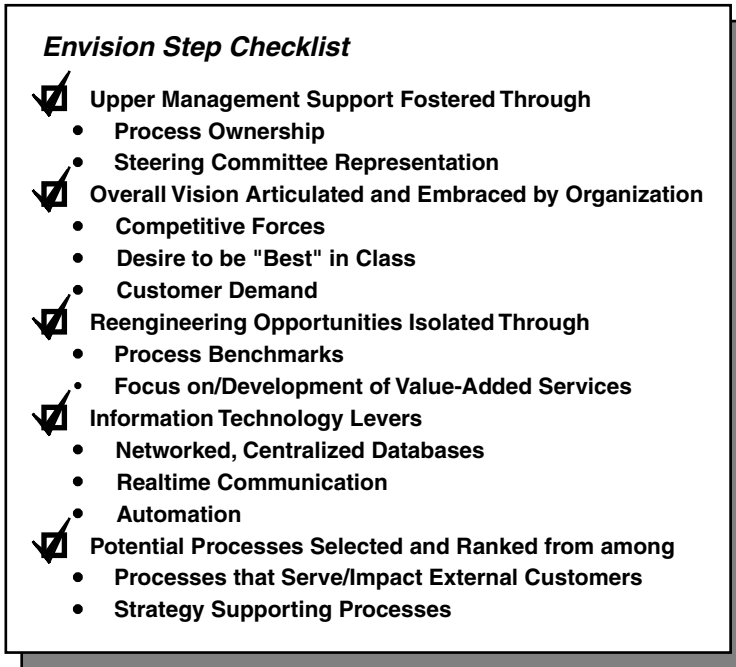 Envision Step Checklist
Upper Management Support Fostered Through
• Process Ownership
• Steering Committee Representation
Overall Vision Articulated and Embraced by Organization
• Competitive Forces
• Desire to be "Best" in Class
• Customer Demand
Reengineering Opportunities Isolated Through
• Process Benchmarks
• Focus on/Development of Value-Added Services
Information Technology Levers
• Networked, Centralized Databases
• Realtime Communication
• Automation
Potential Processes Selected and Ranked from among
• Processes that Serve/Impact External Customers
• Strategy Supporting Processes